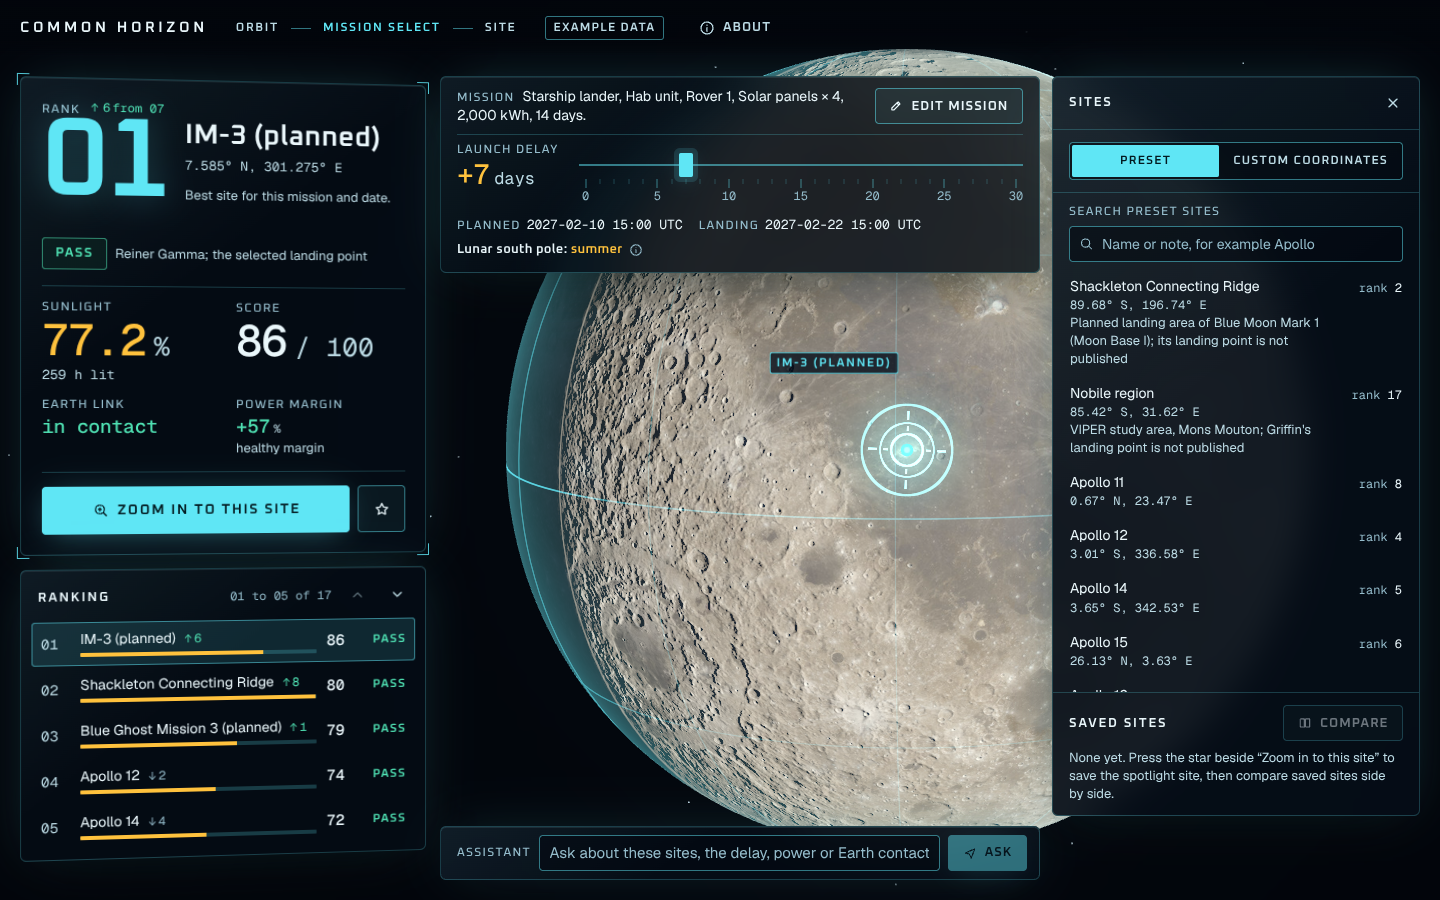 COMMON HORIZON
ORBIT
MISSION SELECT
SITE
EXAMPLE DATA
ABOUT
RANK ↑6 from 07
01
IM-3 (planned)
7.585° N, 301.275° E
Best site for this mission and date.
PASS
Reiner Gamma; the selected landing point
SUNLIGHT
77.2%
259 h lit
SCORE
86 / 100
EARTH LINK
in contact
POWER MARGIN
+57%
healthy margin
ZOOM IN TO THIS SITE
RANKING
01 to 05 of 17
01 IM-3 (planned) ↑6 86 PASS
02 Shackleton Connecting Ridge ↑8 80 PASS
03 Blue Ghost Mission 3 (planned) ↑1 79 PASS
04 Apollo 12 ↓2 74 PASS
05 Apollo 14 ↓4 72 PASS
MISSION Starship lander, Hab unit, Rover 1, Solar panels × 4,
2,000 kWh, 14 days.
EDIT MISSION
LAUNCH DELAY
+7 days
0 5 10 15 20 25 30
PLANNED 2027-02-10 15:00 UTC LANDING 2027-02-22 15:00 UTC
Lunar south pole: summer
IM-3 (PLANNED)
ASSISTANT
Ask about these sites, the delay, power or Earth contact
ASK
SITES
PRESET
CUSTOM COORDINATES
SEARCH PRESET SITES
Name or note, for example Apollo
Shackleton Connecting Ridge rank 2
89.68° S, 196.74° E
Planned landing area of Blue Moon Mark 1
(Moon Base I); its landing point is not
published
Nobile region rank 17
85.42° S, 31.62° E
VIPER study area, Mons Mouton; Griffin's
landing point is not published
Apollo 11 rank 8
0.67° N, 23.47° E
Apollo 12 rank 4
3.01° S, 336.58° E
Apollo 14 rank 5
3.65° S, 342.53° E
Apollo 15 rank 6
26.13° N, 3.63° E
SAVED SITES
COMPARE
None yet. Press the star beside “Zoom in to this site” to
save the spotlight site, then compare saved sites side
by side.